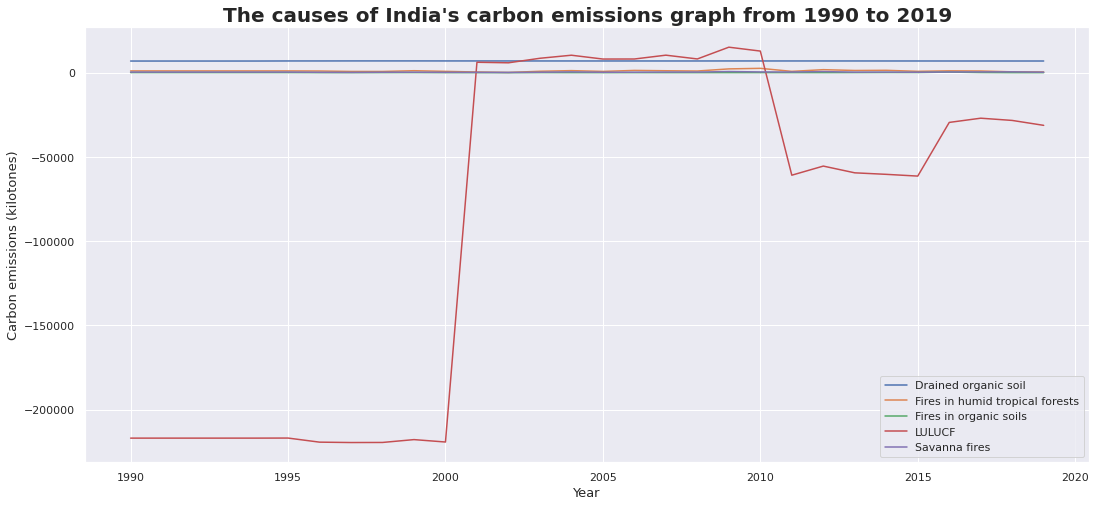 The causes of India's carbon emissions graph from 1990 to 2019
Carbon emissions (kilotones)
0
−50000
−100000
−150000
−200000
1990 1995 2000 2005 2010 2015 2020
Year
Drained organic soil
Fires in humid tropical forests
Fires in organic soils
LULUCF
Savanna fires